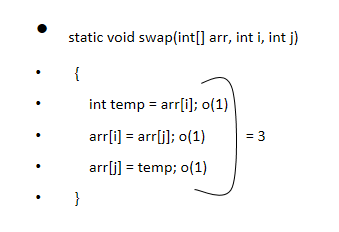 • static void swap(int[] arr, int i, int j)
• {
• int temp = arr[i]; o(1)
• arr[i] = arr[j]; o(1) = 3
• arr[j] = temp; o(1)
• }